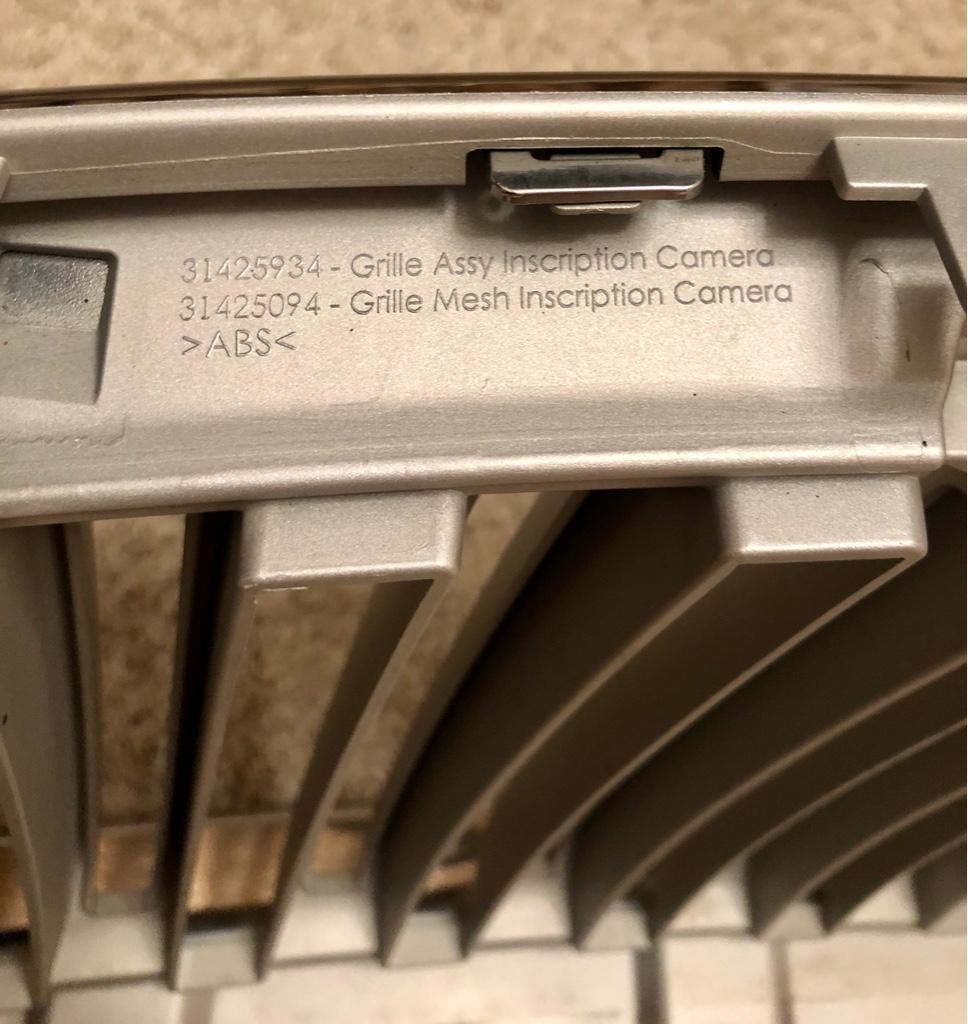 31425934 - Grille Assy Inscription Camera
31425094 - Grille Mesh Inscription Camera
>ABS<